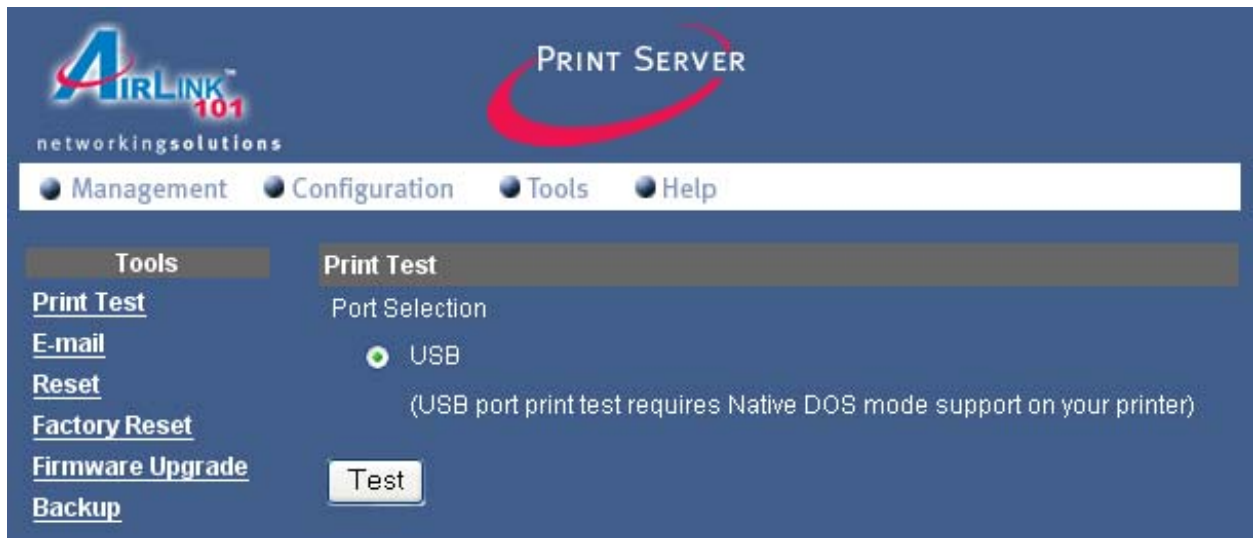 AIRLINK™
101
networkingsolutions
PRINT SERVER
Management Configuration Tools Help
Tools
Print Test
E-mail
Reset
Factory Reset
Firmware Upgrade
Backup
Print Test
Port Selection
USB
(USB port print test requires Native DOS mode support on your printer)
Test